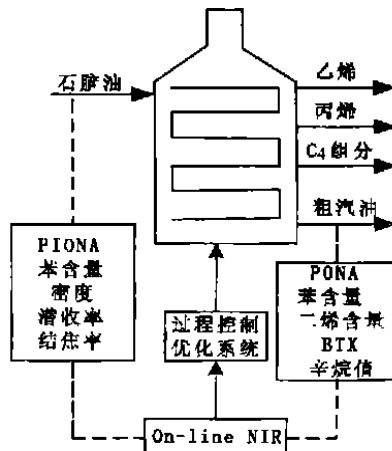 石脑油
乙烯
丙烯
C4组分
粗汽油
PIONA
苯含量
密度
潜收率
结焦率
过程控制
优化系统
PONA
苯含量
二烯含量
BTX
辛烷值
On-line NIR